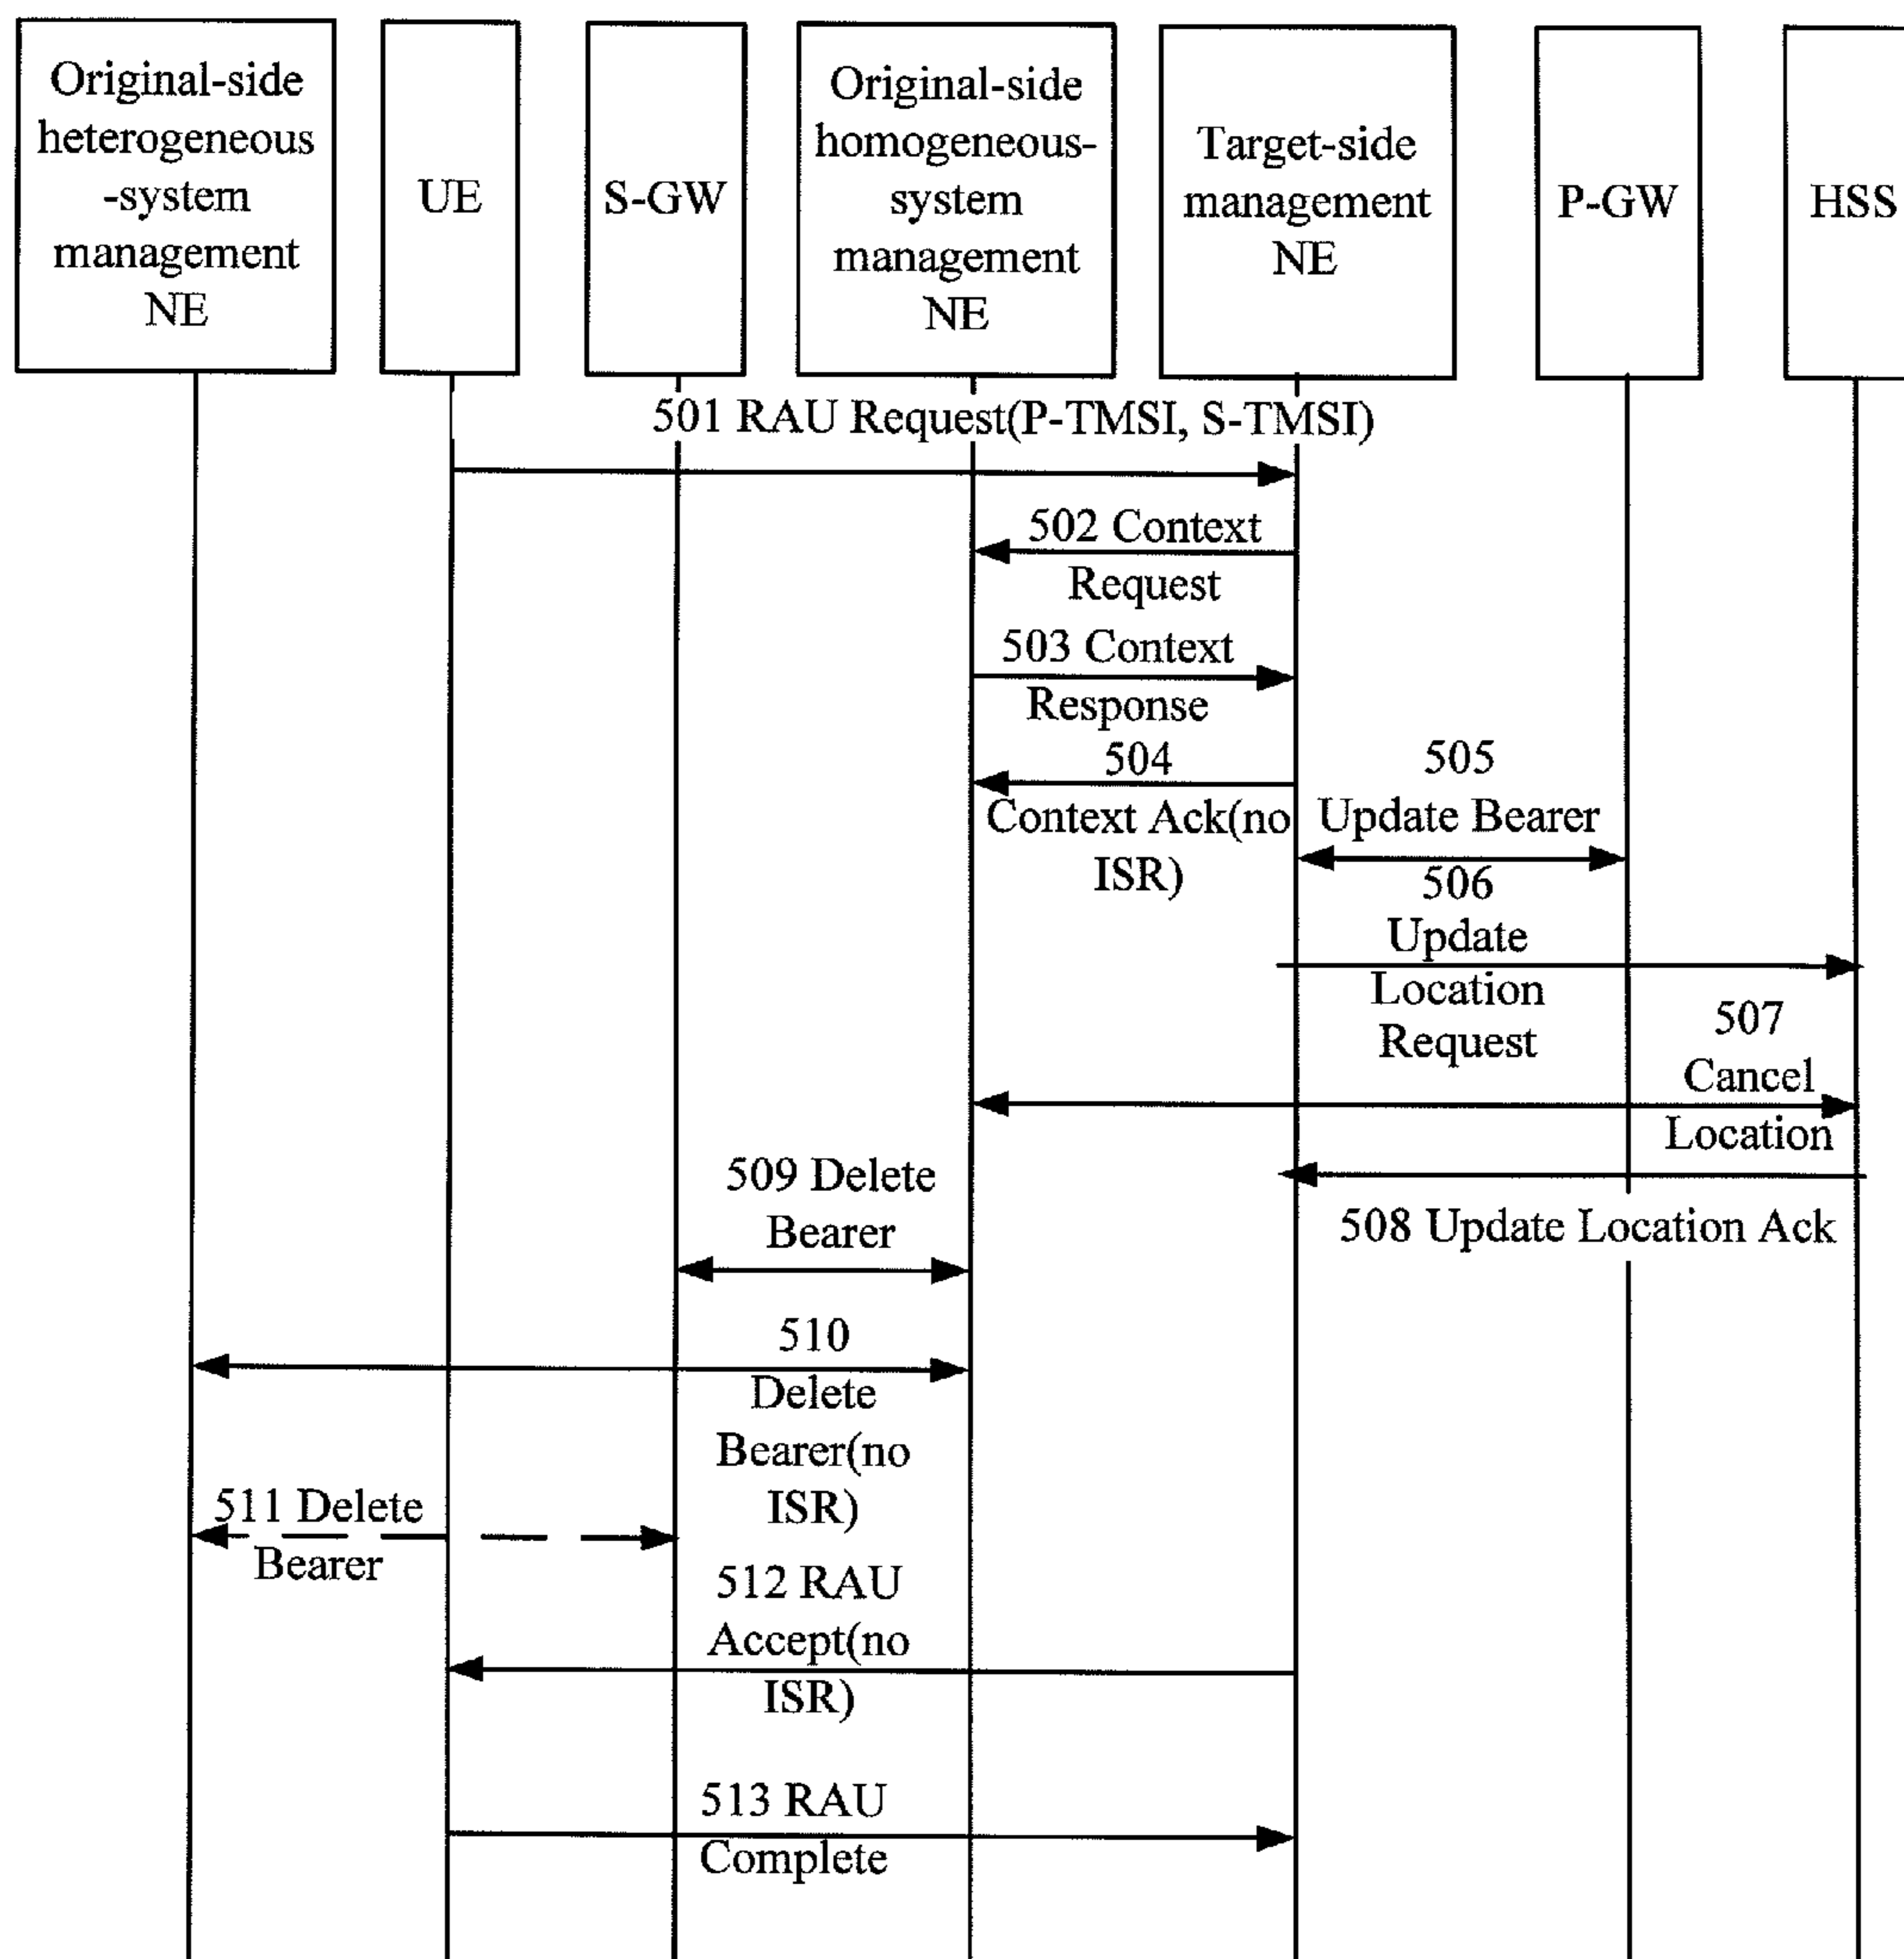 Original-side
heterogeneous
-system
management
NE
UE
S-GW
Original-side
homogeneous-
system
management
NE
Target-side
management
NE
P-GW
HSS
501 RAU Request(P-TMSI, S-TMSI)
502 Context
Request
503 Context
Response
504
Context Ack(no
ISR)
505
Update Bearer
506
Update
Location
Request
507
Cancel
Location
508 Update Location Ack
509 Delete
Bearer
510
Delete
Bearer(no
ISR)
511 Delete
Bearer
512 RAU
Accept(no
ISR)
513 RAU
Complete